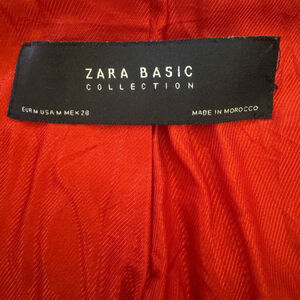 ZARA BASIC
COLLECTION
EUR M USA M MEX 28 MADE IN MOROCCO